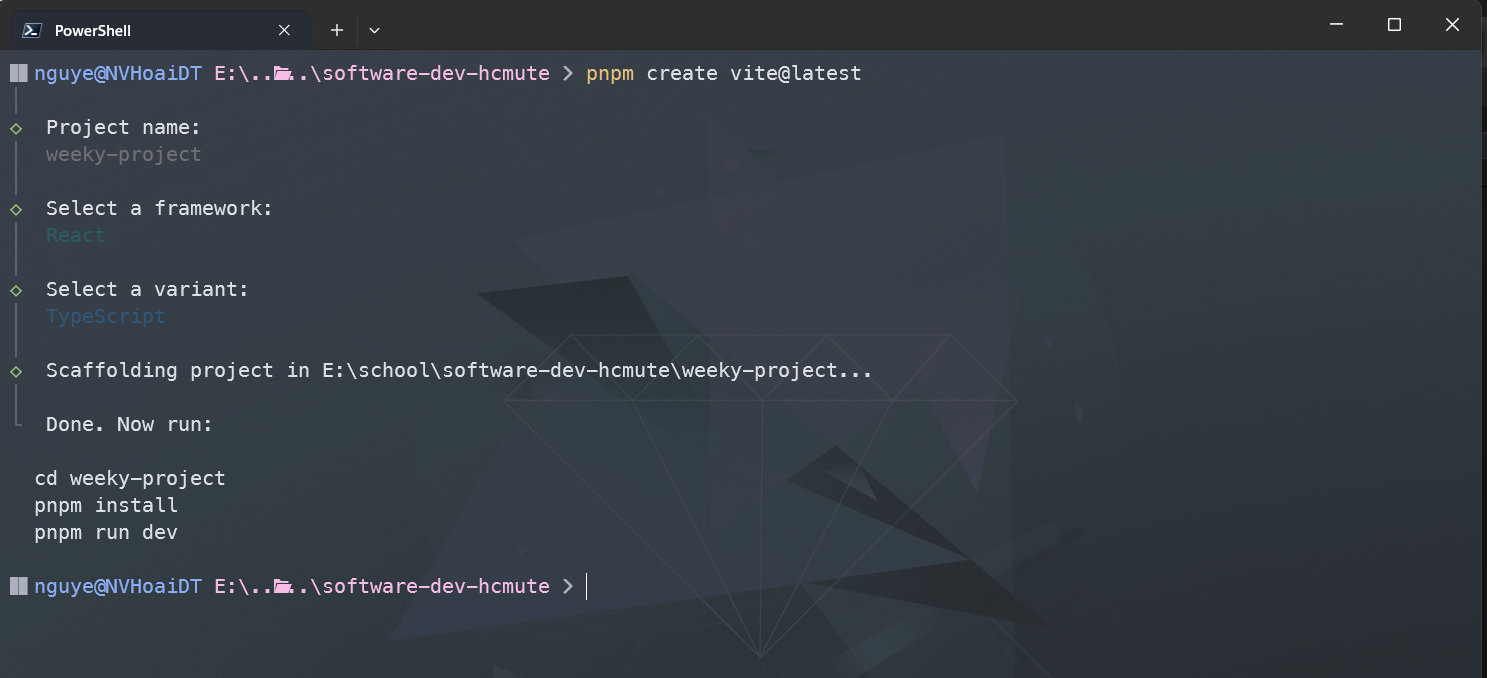 PowerShell
nguye@NVHoaiDT E:\....\software-dev-hcmute > pnpm create vite@latest
Project name:
weeky-project
Select a framework:
React
Select a variant:
TypeScript
Scaffolding project in E:\school\software-dev-hcmute\weeky-project...
Done. Now run:
cd weeky-project
pnpm install
pnpm run dev
nguye@NVHoaiDT E:\....\software-dev-hcmute >